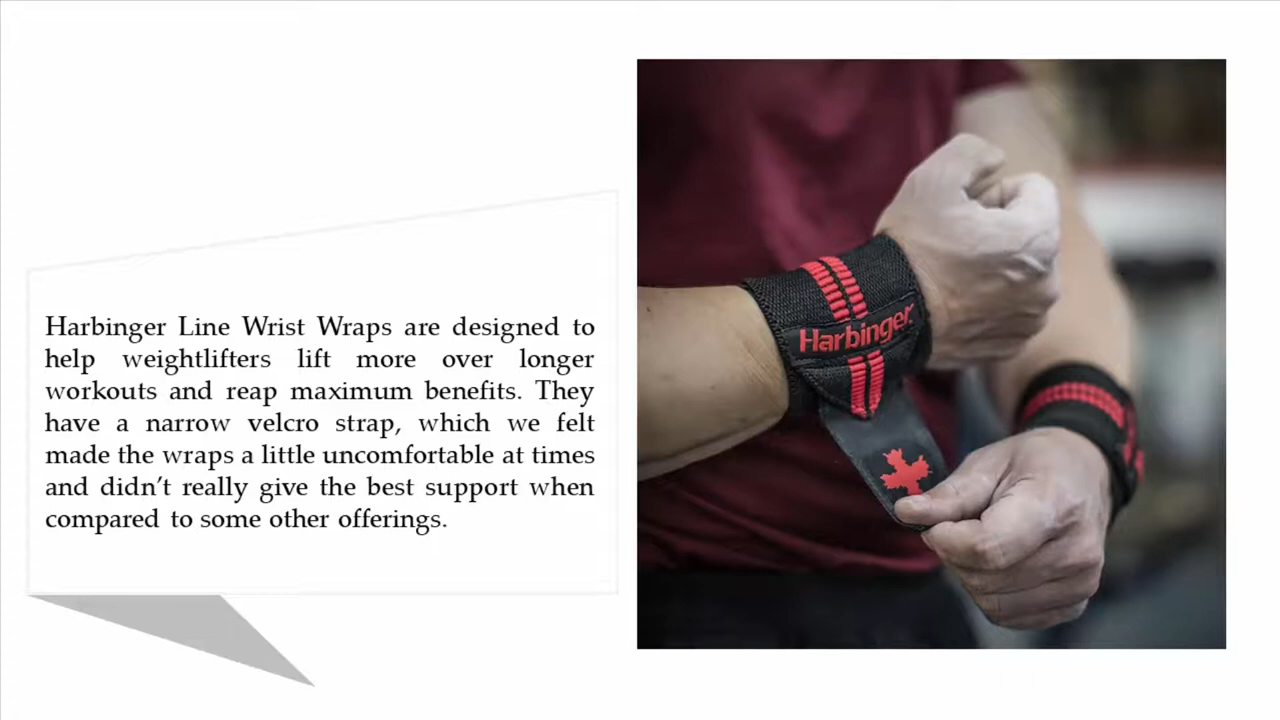 Harbinger Line Wrist Wraps are designed to
help weightlifters lift more over longer
workouts and reap maximum benefits. They
have a narrow velcro strap, which we felt
made the wraps a little uncomfortable at times
and didn’t really give the best support when
compared to some other offerings.
Harbinger